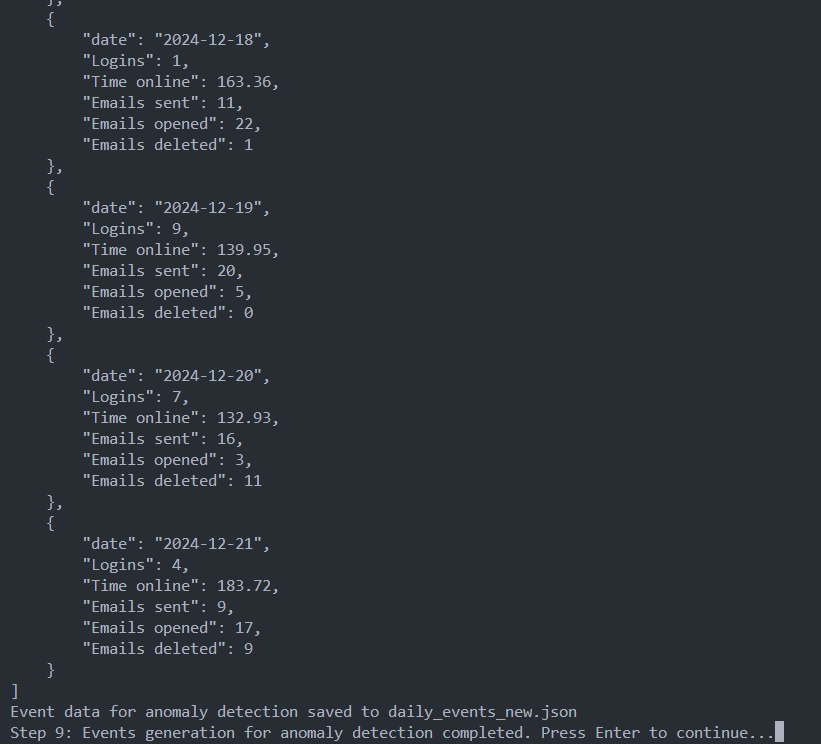 },
{
"date": "2024-12-18",
"Logins": 1,
"Time online": 163.36,
"Emails sent": 11,
"Emails opened": 22,
"Emails deleted": 1
},
{
"date": "2024-12-19",
"Logins": 9,
"Time online": 139.95,
"Emails sent": 20,
"Emails opened": 5,
"Emails deleted": 0
},
{
"date": "2024-12-20",
"Logins": 7,
"Time online": 132.93,
"Emails sent": 16,
"Emails opened": 3,
"Emails deleted": 11
},
{
"date": "2024-12-21",
"Logins": 4,
"Time online": 183.72,
"Emails sent": 9,
"Emails opened": 17,
"Emails deleted": 9
}
]
Event data for anomaly detection saved to daily_events_new.json
Step 9: Events generation for anomaly detection completed. Press Enter to continue...